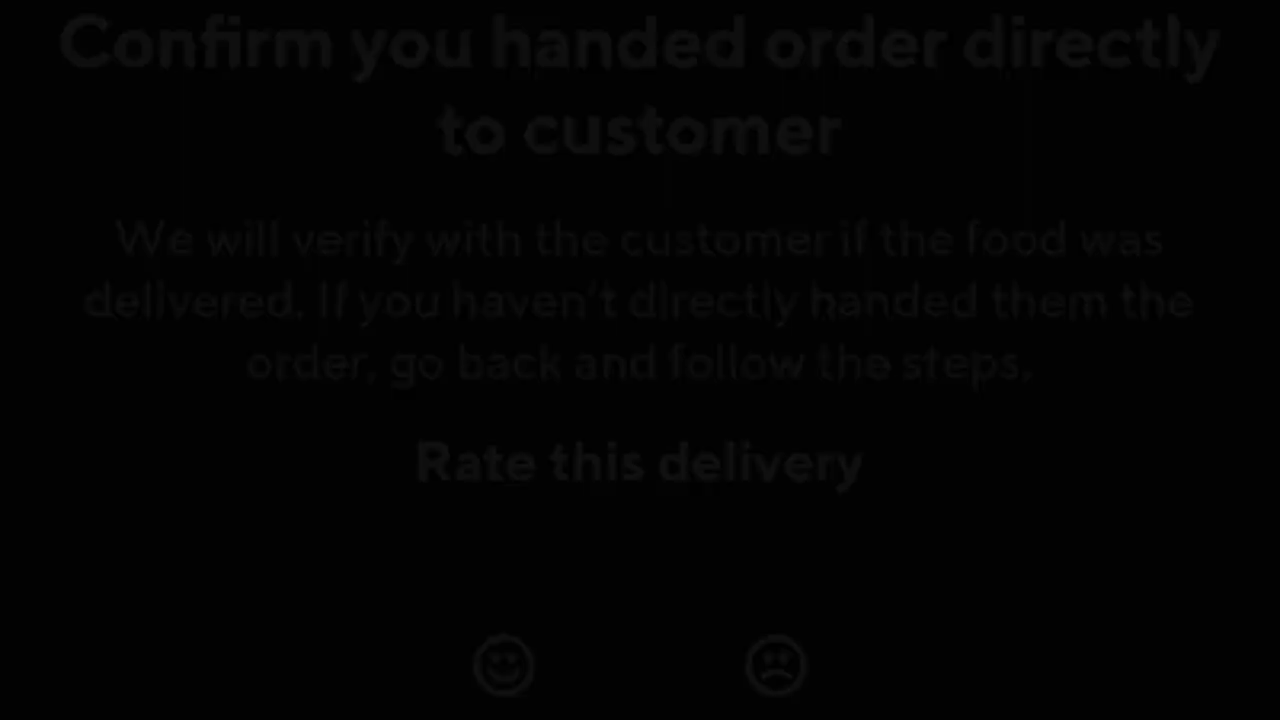 Confirm you handed order directly
to customer
We will verify with the customer if the food was
delivered. If you haven't directly handed them the
order, go back and follow the steps.
Rate this delivery